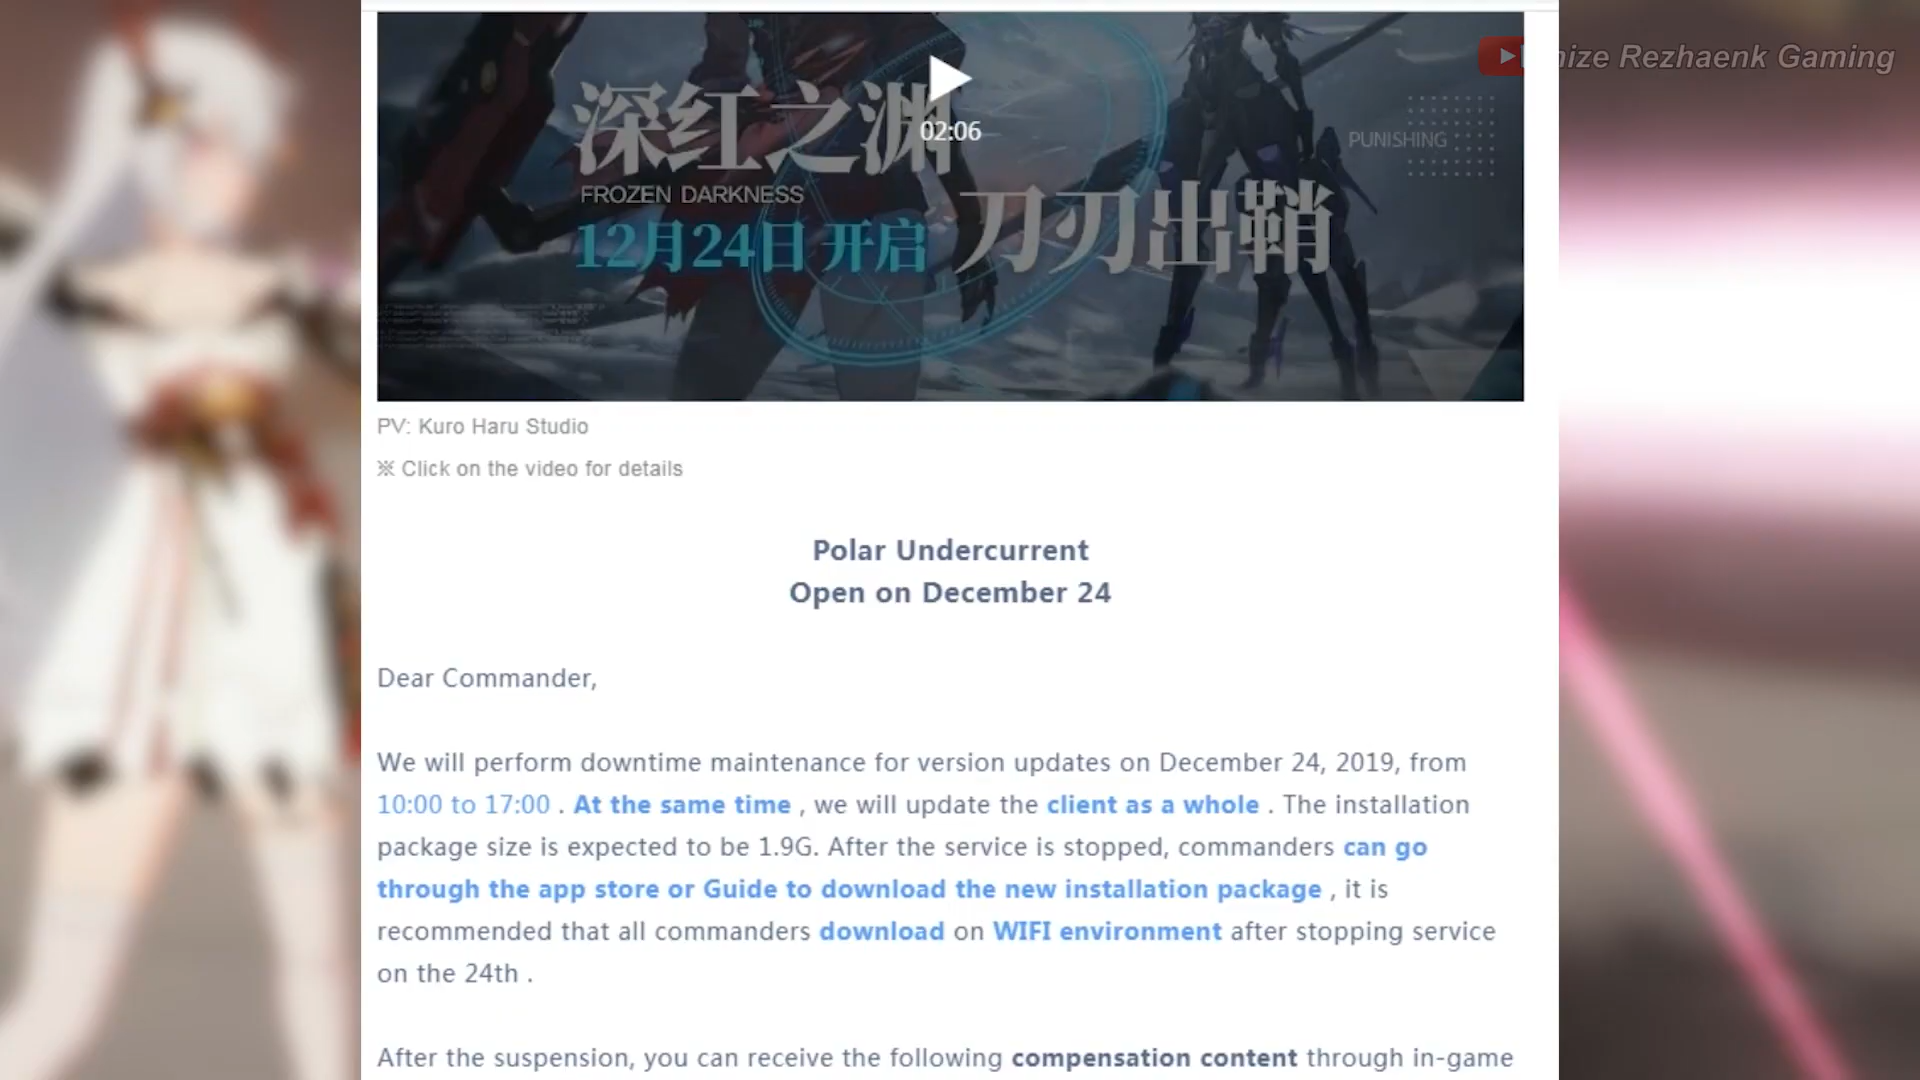 深红之渊
02:06
FROZEN DARKNESS
12月24日 开启
刀刃出鞘
PUNISHING
Rezhaenk Gaming
PV: Kuro Haru Studio
※ Click on the video for details
Polar Undercurrent
Open on December 24
Dear Commander,
We will perform downtime maintenance for version updates on December 24, 2019, from
10:00 to 17:00 . At the same time , we will update the client as a whole . The installation
package size is expected to be 1.9G. After the service is stopped, commanders can go
through the app store or Guide to download the new installation package , it is
recommended that all commanders download on WIFI environment after stopping service
on the 24th .
After the suspension, you can receive the following compensation content through in-game